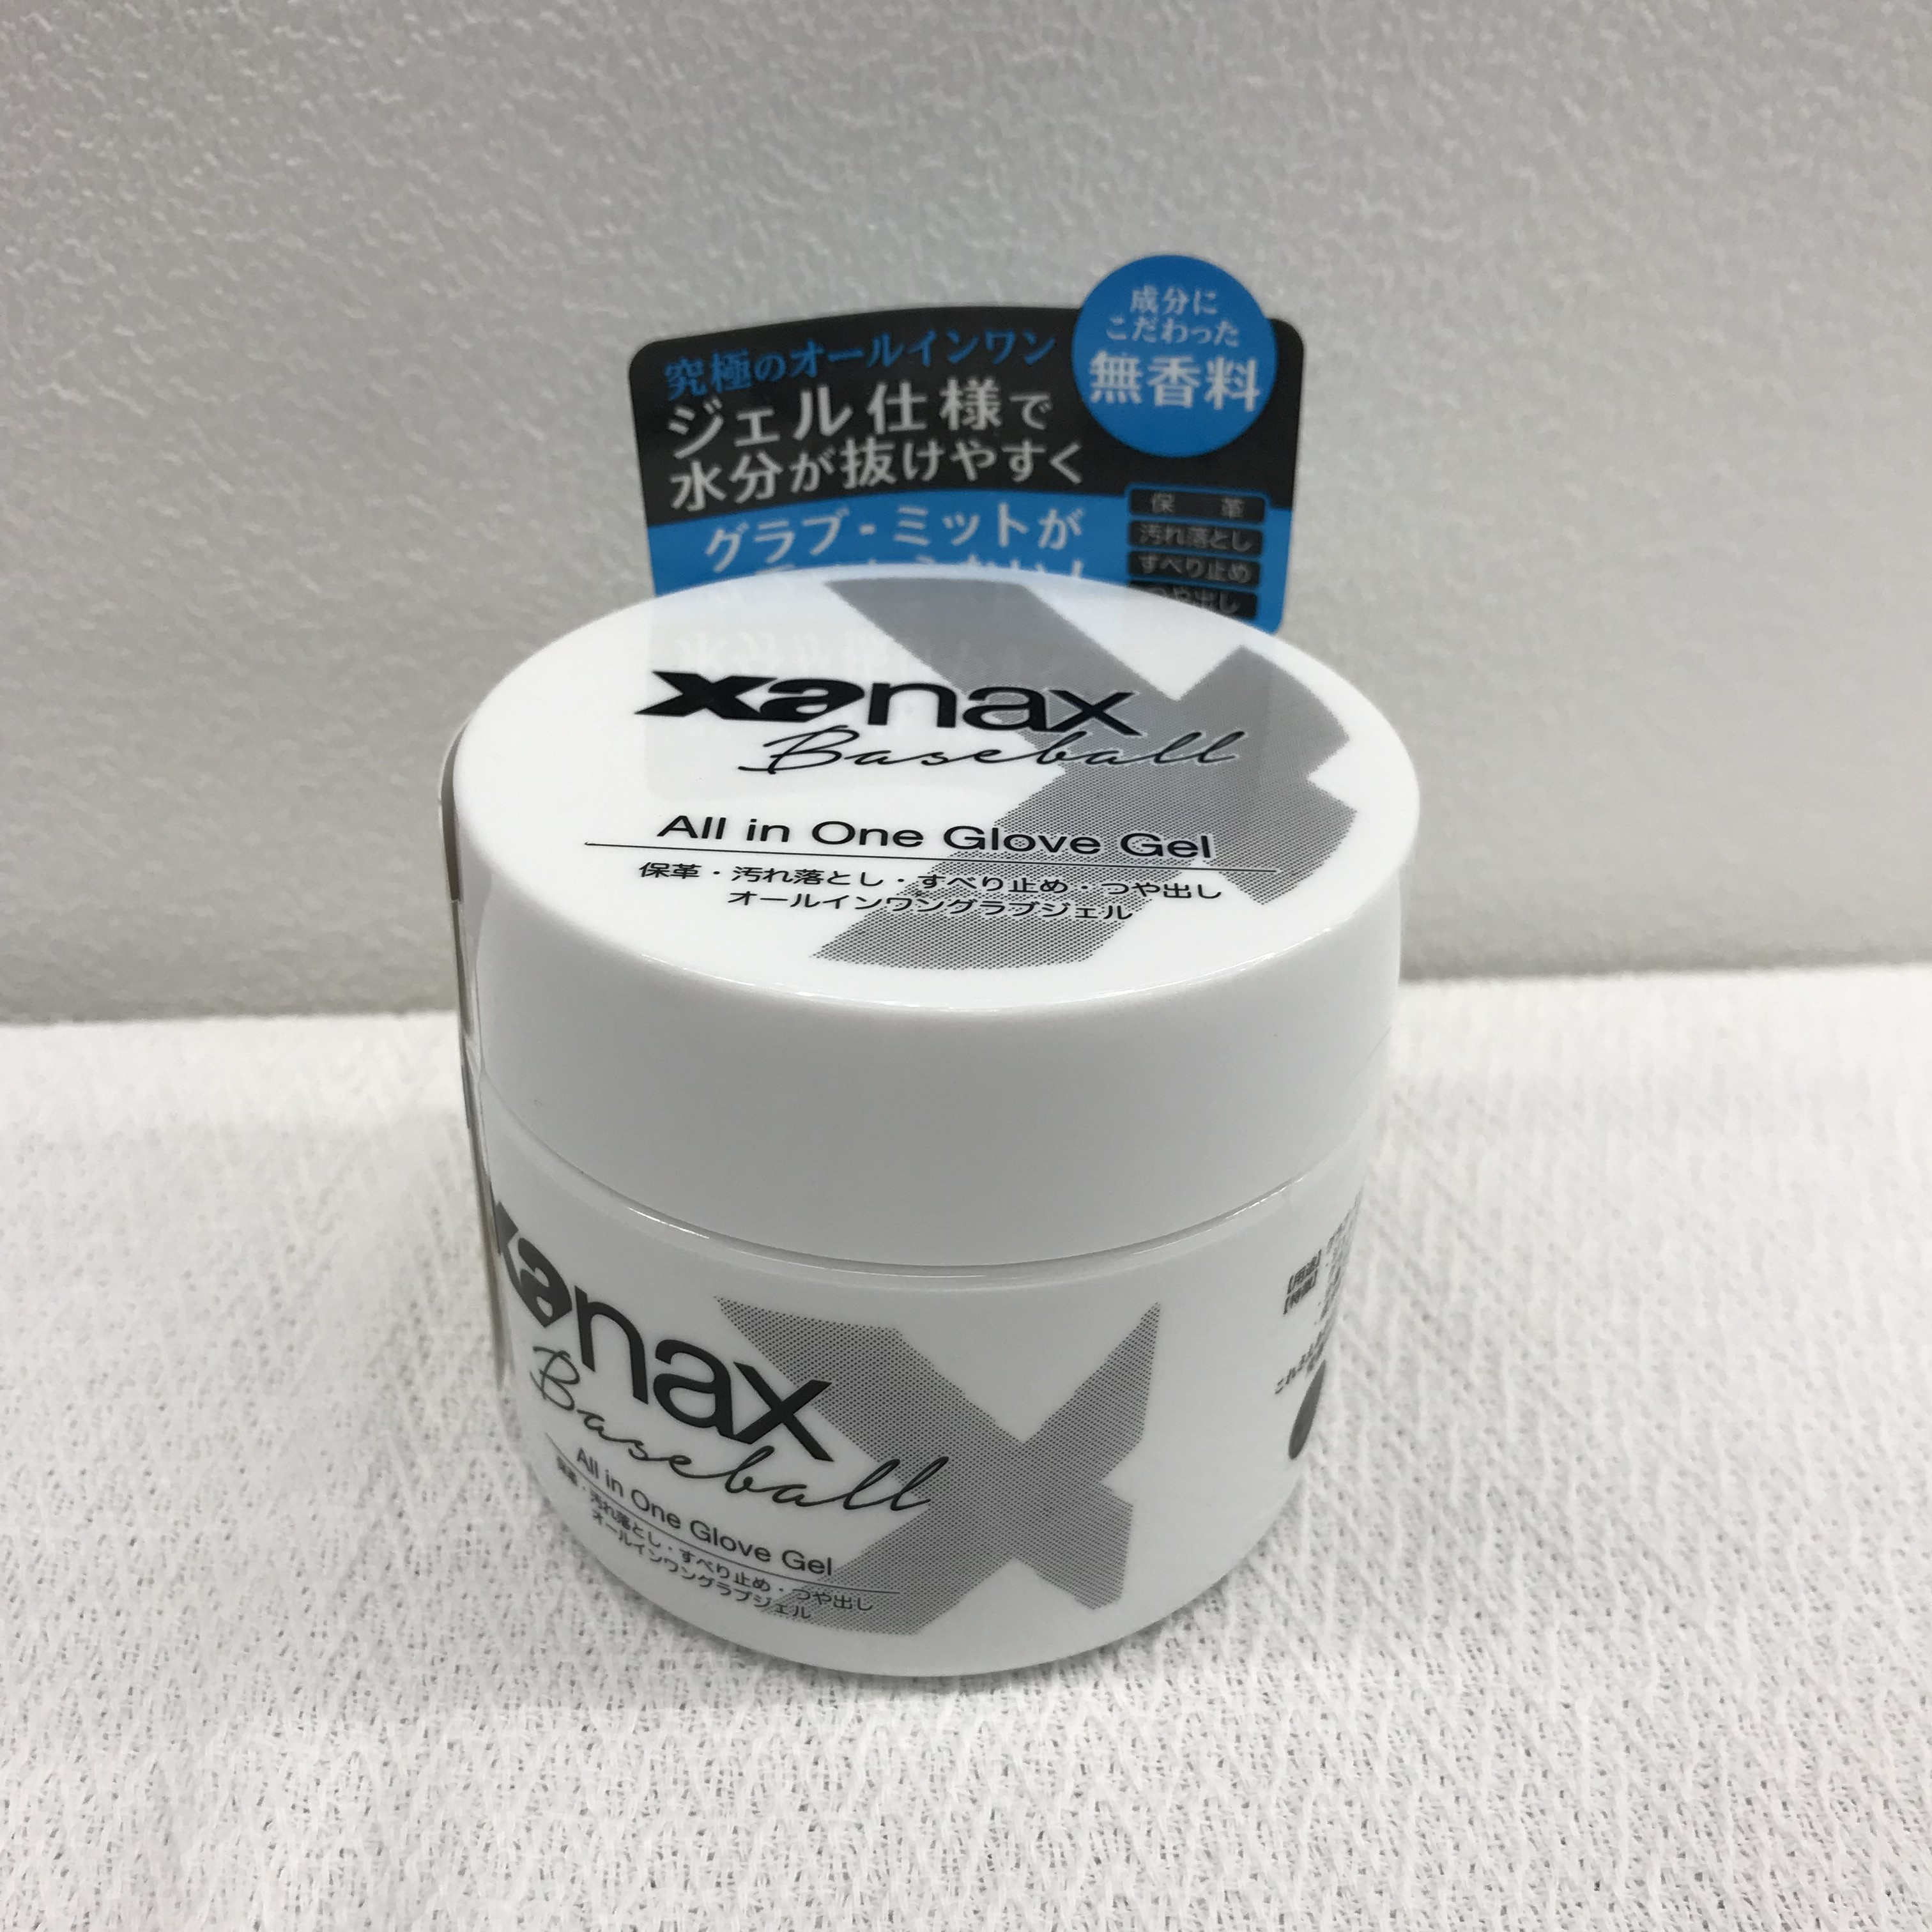 成分に
こだわった
無香料
究極のオールインワン
ジェル仕様で
水分が抜けやすく
グラブ・ミットが
保 革
汚れ落とし
すべり止め
つや出し
xanax
Baseball
All in One Glove Gel
保革・汚れ落とし・すべり止め・つや出し
オールイングラブジェル
xanax
Baseball
All in One Glove Gel
保革・汚れ落とし・すべり止め・つや出し
オールインワングラブジェル